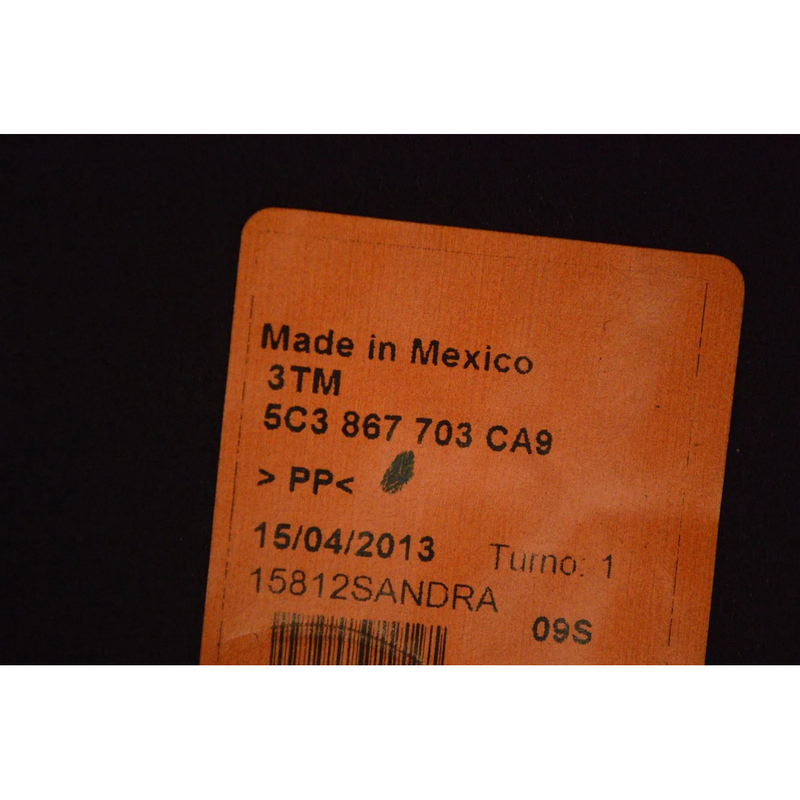 Made in Mexico
3TM
5C3 867 703 CA9
> PP<
15/04/2013 Turno: 1
15812SANDRA
09S